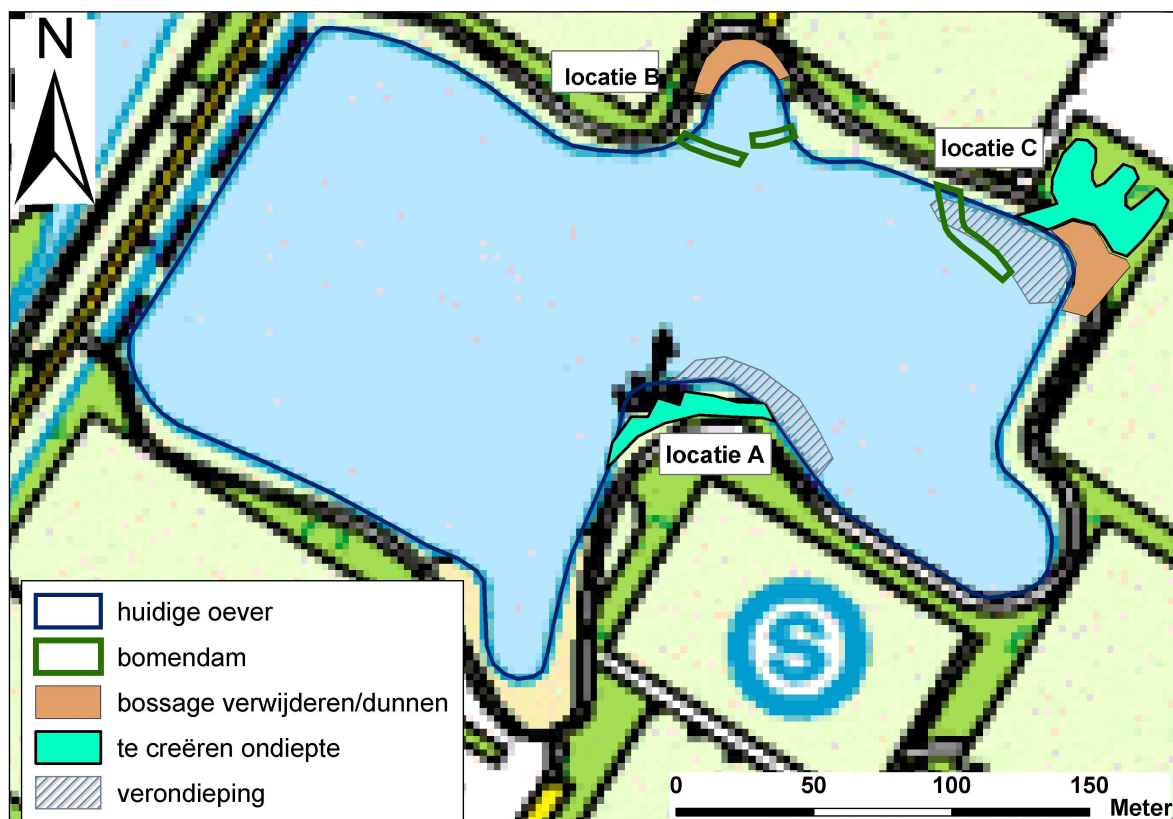 N
locatie B
locatie C
locatie A
S
huidige oever
bomendam
bossage verwijderen/dunnen
te creëren ondiepte
verondieping
0 50 100 150
Meter